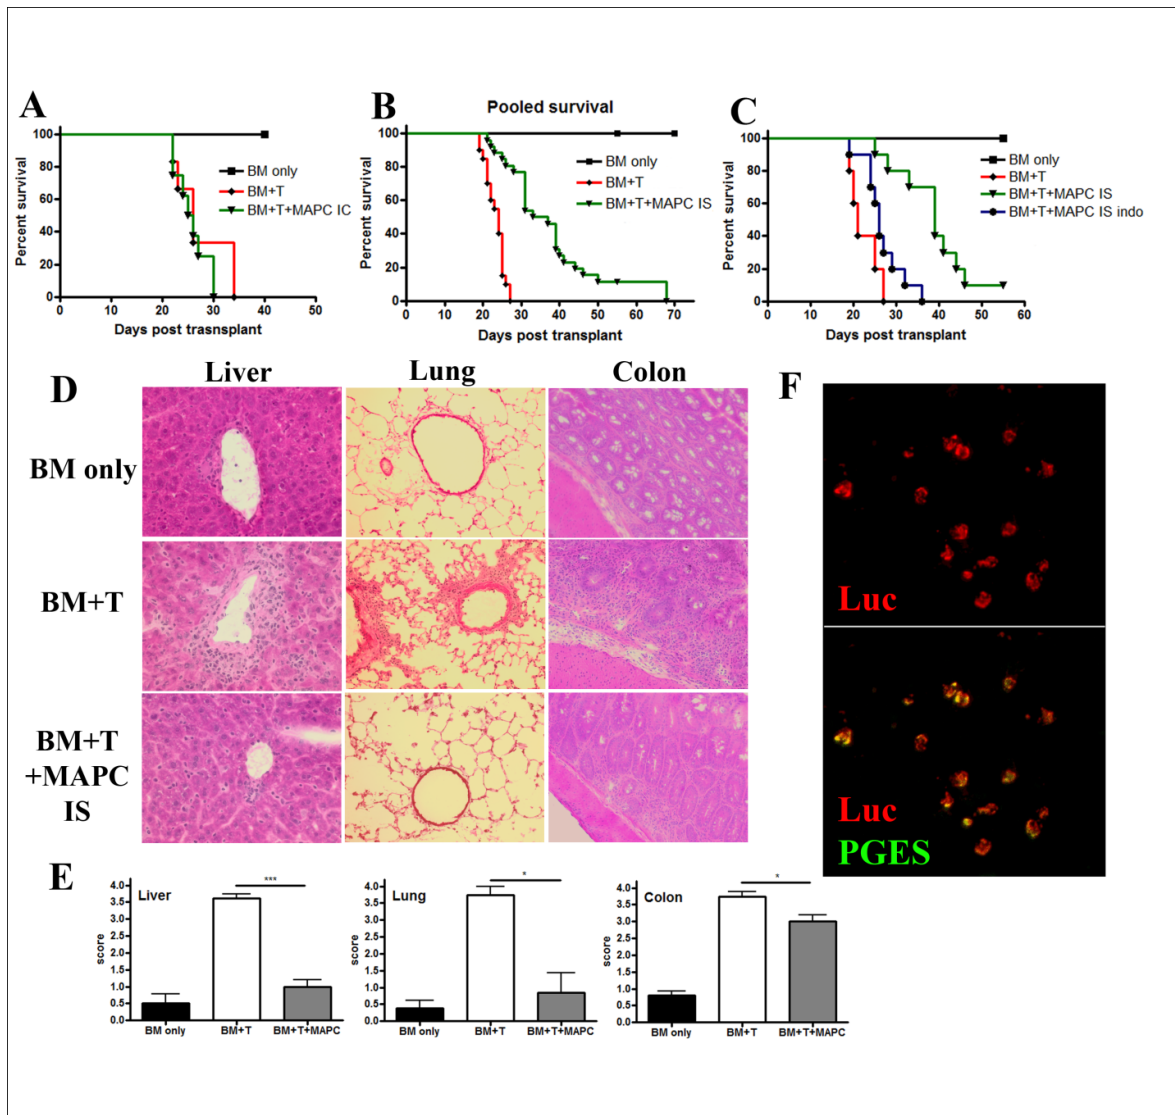 A
100
80
60
40
20
0
Percent survival
0 10 20 30 40 50
Days post trasnsplant
BM only
BM+T
BM+T+MAPC IC
B
Pooled survival
100
80
60
40
20
0
Percent survival
0 10 20 30 40 50 60 70
Days post transplant
BM only
BM+T
BM+T+MAPC IS
C
100
80
60
40
20
0
Percent survival
0 10 20 30 40 50 60
Days post transplant
BM only
BM+T
BM+T+MAPC IS
BM+T+MAPC IS indo
D
Liver Lung Colon
BM only
BM+T
BM+T
+MAPC
IS
F
Luc
Luc
PGES
E
Liver
***
4.0
3.5
3.0
2.5
2.0
1.5
1.0
0.5
0.0
score
BM only BM+T BM+T+MAPC
Lung
*
4.0
3.5
3.0
2.5
2.0
1.5
1.0
0.5
0.0
score
BM only BM+T BM+T+MAPC
Colon
*
4.0
3.5
3.0
2.5
2.0
1.5
1.0
0.5
0.0
score
BM only BM+T BM+T+MAPC